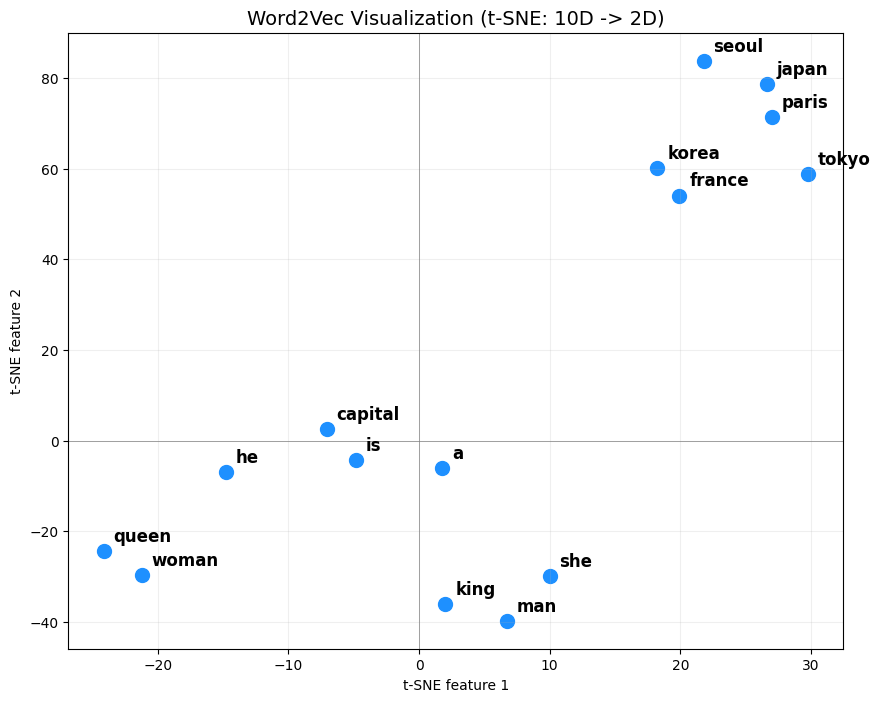 Word2Vec Visualization (t-SNE: 10D -> 2D)
seoul
japan
paris
korea
tokyo
france
capital
is
a
he
queen
woman
she
king
man
80
60
40
20
0
−20
−40
−20
−10
0
10
20
30
t-SNE feature 1
t-SNE feature 2